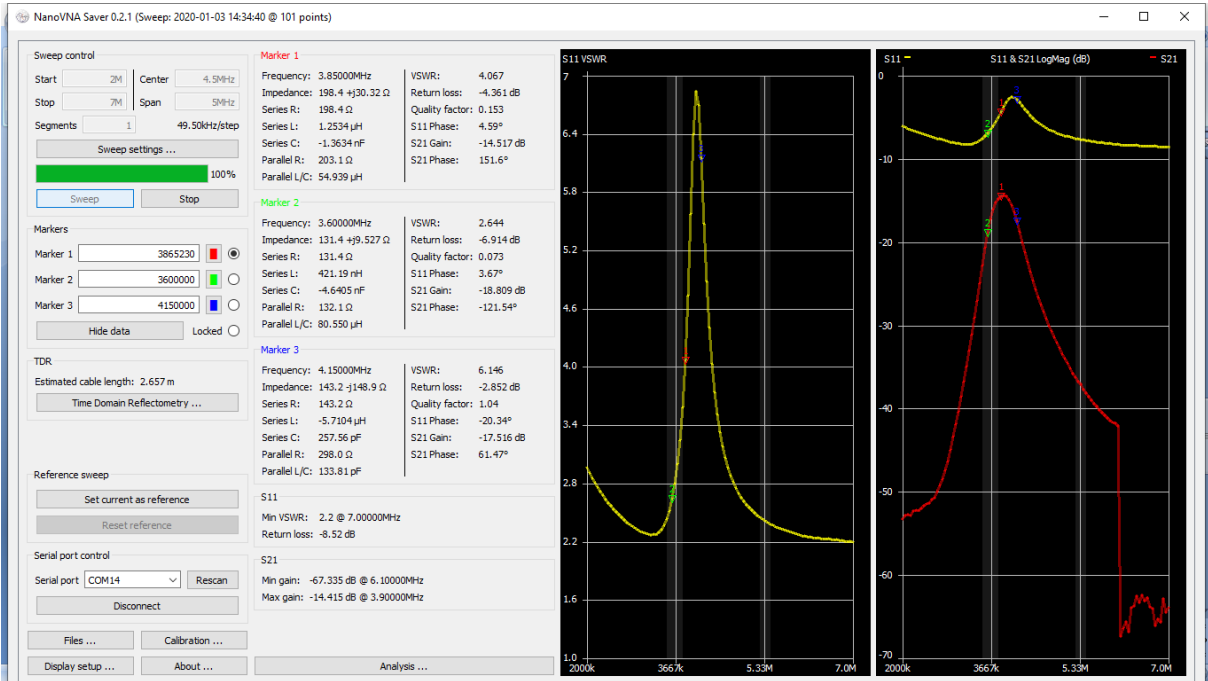 NanoVNA Saver 0.2.1 (Sweep: 2020-01-03 14:34:40 @ 101 points)
Sweep control
Start 2M Center 4.5MHz
Stop 7M Span 5MHz
Segments 1 49.50kHz/step
Sweep settings ...
100%
Sweep Stop
Markers
Marker 1 3865230
Marker 2 3600000
Marker 3 4150000
Hide data Locked
TDR
Estimated cable length: 2.657 m
Time Domain Reflectometry ...
Reference sweep
Set current as reference
Reset reference
Serial port control
Serial port COM14 Rescan
Disconnect
Files ... Calibration ...
Display setup ... About ...
Marker 1
Frequency: 3.85000MHz VSWR: 4.067
Impedance: 198.4 +j30.32 Ω Return loss: -4.361 dB
Series R: 198.4 Ω Quality factor: 0.153
Series L: 1.2534 µH S11 Phase: 4.59°
Series C: -1.3634 nF S21 Gain: -14.517 dB
Parallel R: 203.1 Ω S21 Phase: 151.6°
Parallel L/C: 54.939 µH
Marker 2
Frequency: 3.60000MHz VSWR: 2.644
Impedance: 131.4 +j9.527 Ω Return loss: -6.914 dB
Series R: 131.4 Ω Quality factor: 0.073
Series L: 421.19 nH S11 Phase: 3.67°
Series C: -4.6405 nF S21 Gain: -18.809 dB
Parallel R: 132.1 Ω S21 Phase: -121.54°
Parallel L/C: 80.550 µH
Marker 3
Frequency: 4.15000MHz VSWR: 6.146
Impedance: 143.2 -j148.9 Ω Return loss: -2.852 dB
Series R: 143.2 Ω Quality factor: 1.04
Series L: -5.7104 µH S11 Phase: -20.34°
Series C: 257.56 pF S21 Gain: -17.516 dB
Parallel R: 298.0 Ω S21 Phase: 61.47°
Parallel L/C: 133.81 pF
S11
Min VSWR: 2.2 @ 7.00000MHz
Return loss: -8.52 dB
S21
Min gain: -67.335 dB @ 6.10000MHz
Max gain: -14.415 dB @ 3.90000MHz
Analysis ...
S11 VSWR
7
6.4
5.8
5.2
4.6
4.0
3.4
2.8
2.2
1.6
1.0
2000k 3667k 5.33M 7.0M
S11 S11 & S21 LogMag (dB) S21
0
-10
-20
-30
-40
-50
-60
-70
2000k 3667k 5.33M 7.0M
1
2
3
1
2